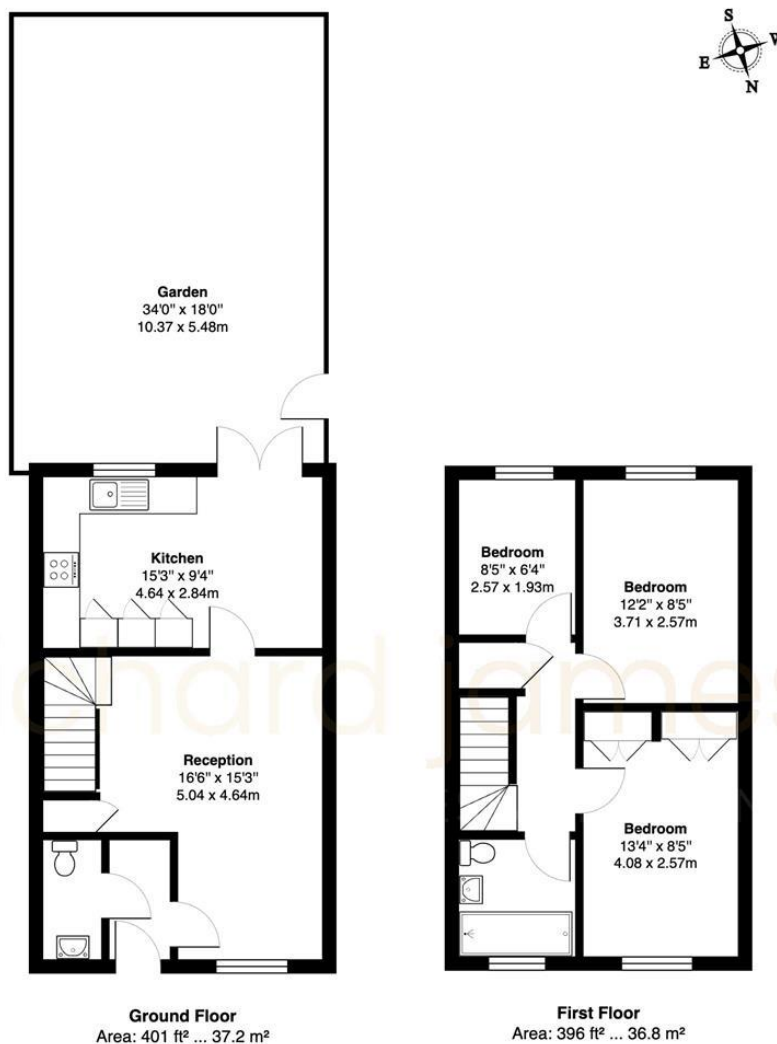 S
W
E
N
Garden
34'0" x 18'0"
10.37 x 5.48m
Kitchen
15'3" x 9'4"
4.64 x 2.84m
Reception
16'6" x 15'3"
5.04 x 4.64m
Ground Floor
Area: 401 ft² ... 37.2 m²
Bedroom
8'5" x 6'4"
2.57 x 1.93m
Bedroom
12'2" x 8'5"
3.71 x 2.57m
Bedroom
13'4" x 8'5"
4.08 x 2.57m
First Floor
Area: 396 ft² ... 36.8 m²
james